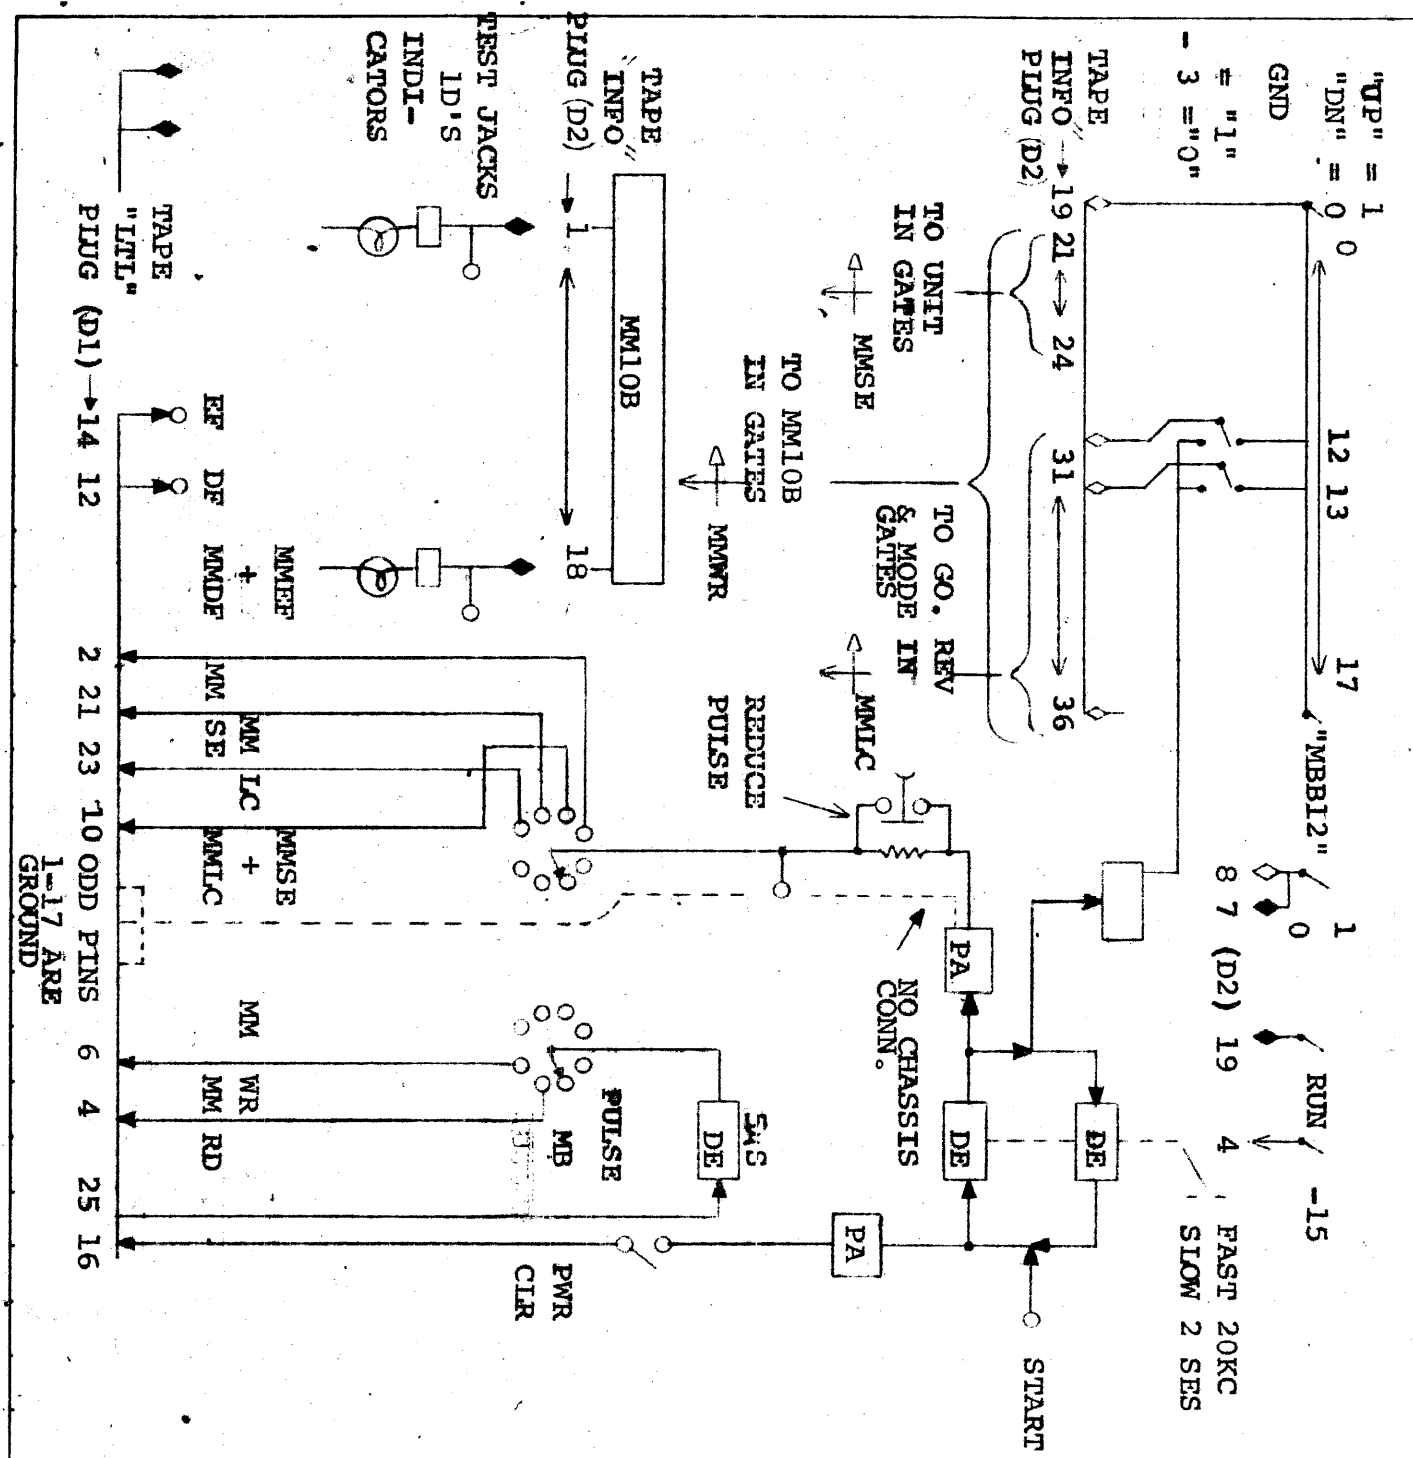 "UP" = 1
"DN" = 0
GND
= "1"
- 3 ="0"
0
12 13
17
"MBB12"
TAPE
INFO"
PLUG (D2)
19 21
24
31
36
8 7 (D2) 19
4
0
1
RUN
-15
FAST 20KC
SLOW 2 SES
START
TO UNIT
IN GATES
MMSE
TO GO. REV
& MODE IN
GATES
MMLC
TO MM10B
IN GATES
MMWR
REDUCE
PULSE
NO CHASSIS
CONN.
PA
DE
DE
PA
DE
TAPE
"INFO"
PLUG (D2)
1
18
MM10B
TEST JACKS
1D'S
INDI-
CATORS
PULSE
MB
PWR
CLR
EF
DF
MMEF
+
MMDF
MM
SE
MM LC
MMSE
+
MMLC
MM WR
MM RD
TAPE
"LTL"
PLUG (D1)
14 12
2 21 23 10 ODD PINS 6 4 25 16
1-17 ARE
GROUND